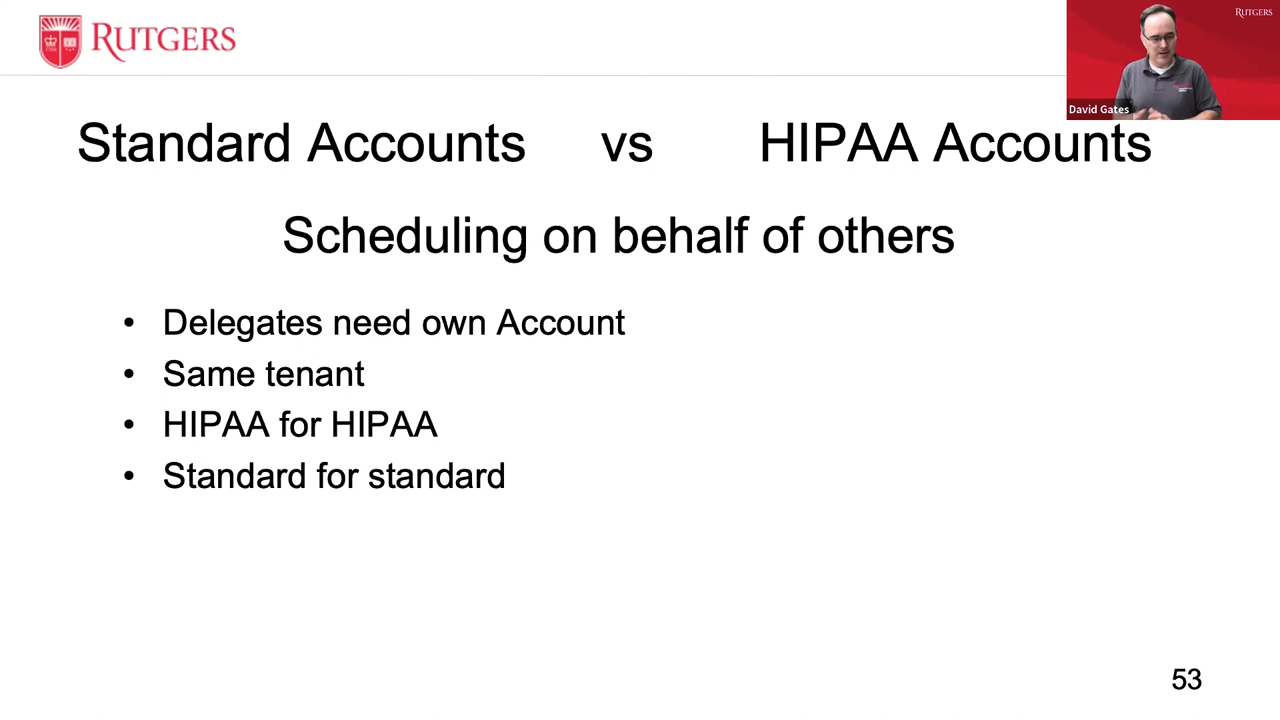 RUTGERS
RUTGERS
David Gates
Standard Accounts vs HIPAA Accounts
Scheduling on behalf of others
• Delegates need own Account
• Same tenant
• HIPAA for HIPAA
• Standard for standard
53